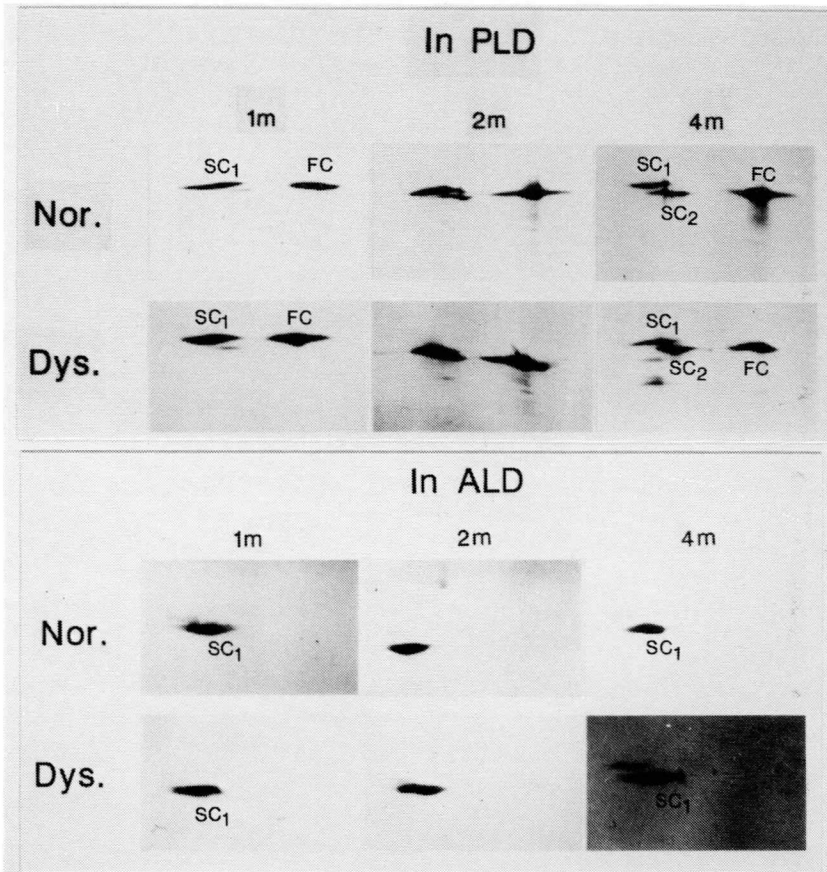 In PLD
1m 2m 4m
SC1 FC SC1 FC
Nor. SC2
SC1 FC SC1
Dys. SC2 FC
In ALD
1m 2m 4m
Nor. SC1 SC1
Dys. SC1 SC1